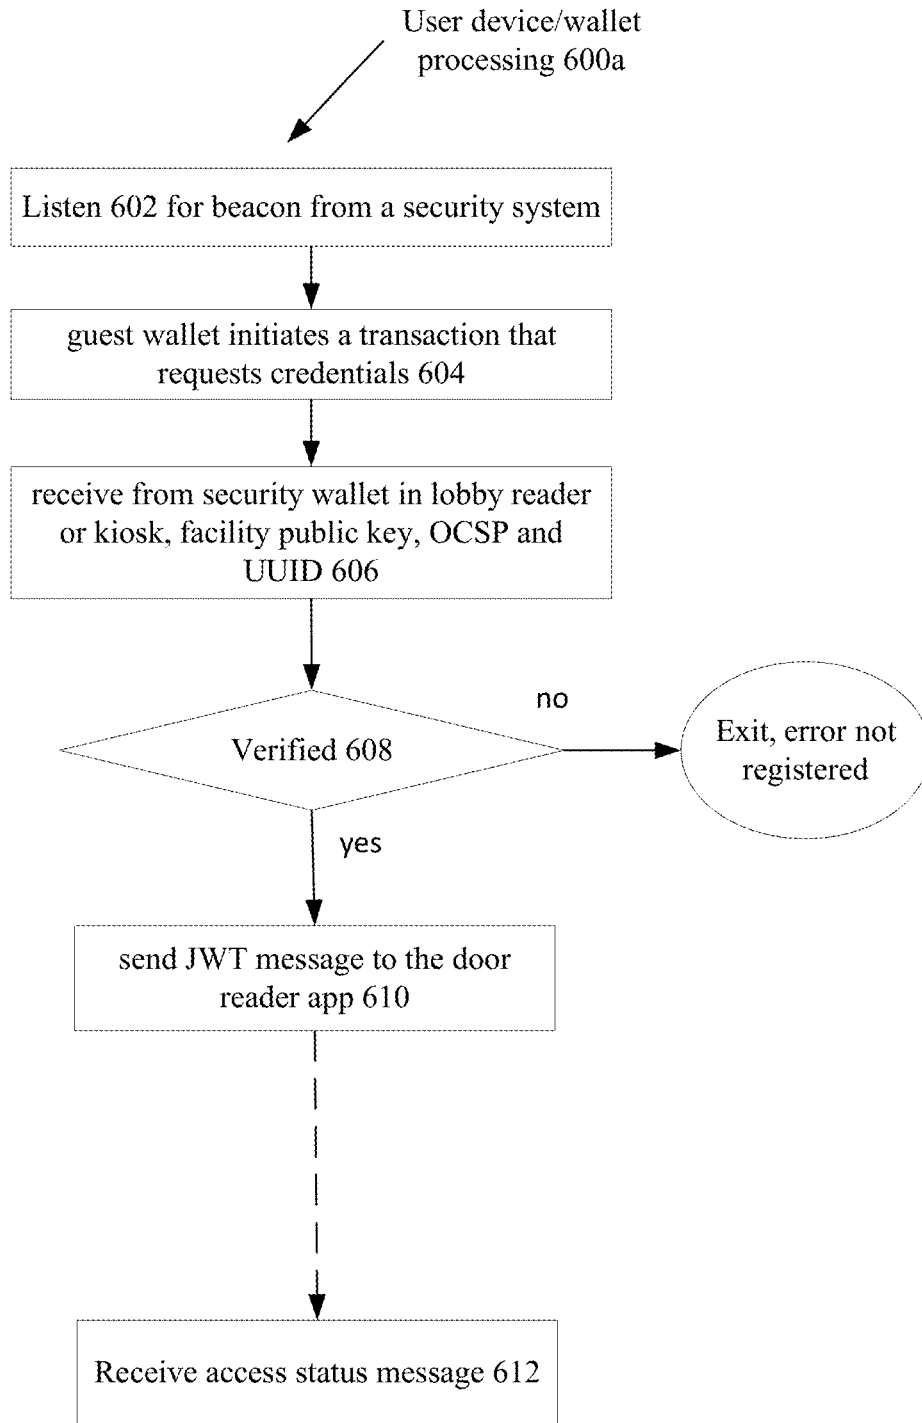 User device/wallet
processing 600a
Listen 602 for beacon from a security system
guest wallet initiates a transaction that
requests credentials 604
receive from security wallet in lobby reader
or kiosk, facility public key, OCSP and
UUID 606
Verified 608
no
Exit, error not
registered
yes
send JWT message to the door
reader app 610
Receive access status message 612